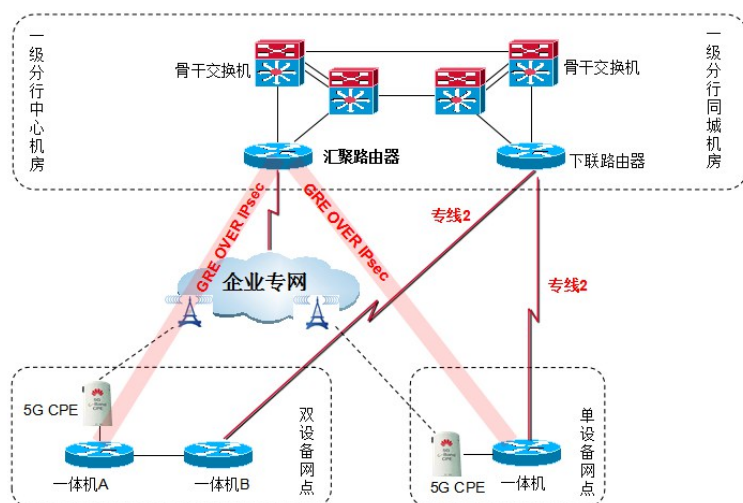 一级分行中心机房
骨干交换机
骨干交换机
一级分行同城机房
汇聚路由器
下联路由器
GRE OVER IPsec
GRE OVER IPsec
专线2
企业专网
专线2
5G CPE
双设备网点
单设备网点
一体机A
一体机B
5G CPE
一体机